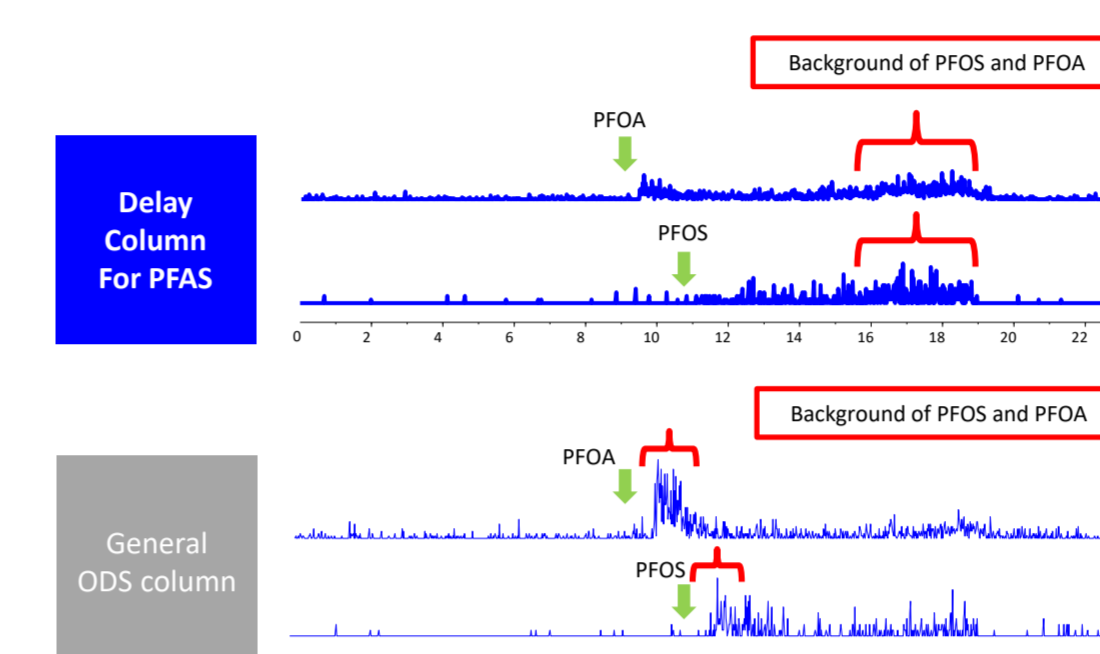 Background of PFOS and PFOA
PFOA
Delay
Column
For PFAS
PFOS
0 2 4 6 8 10 12 14 16 18 20 22
Background of PFOS and PFOA
PFOA
General
ODS column
PFOS